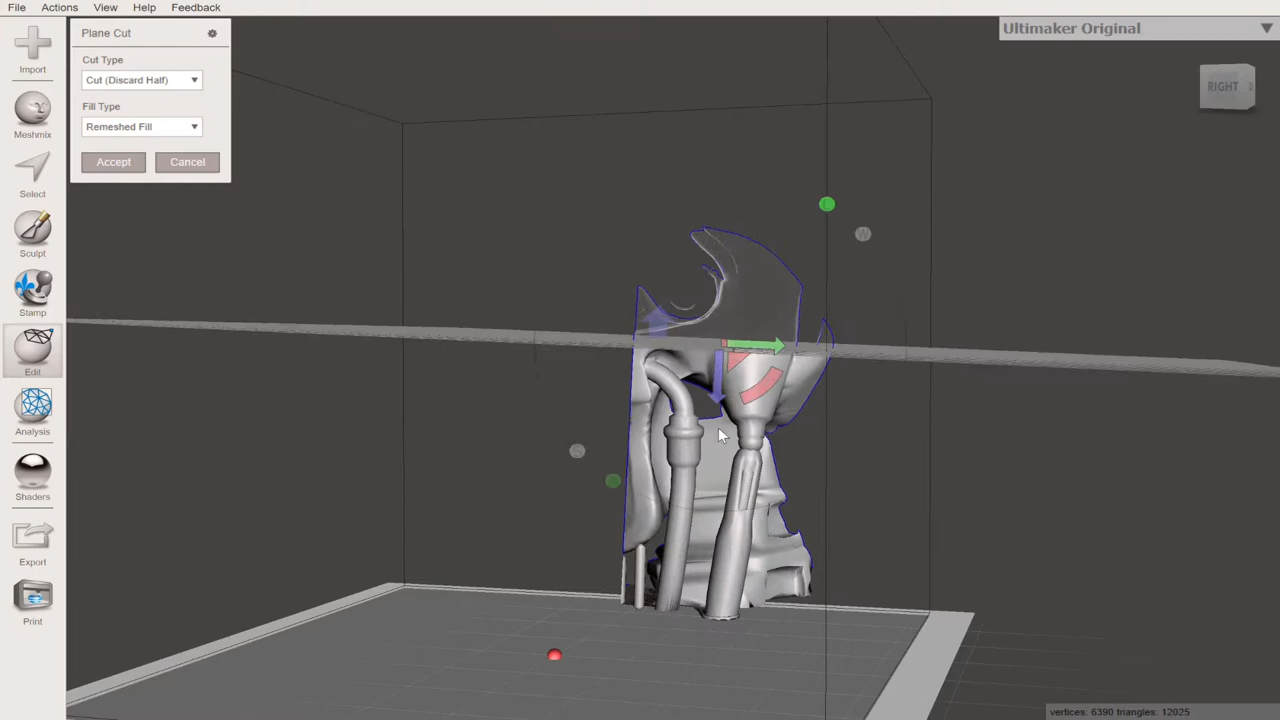 File Actions View Help Feedback
Plane Cut
Ultimaker Original
Cut Type
Cut (Discard Half)
Fill Type
Remeshed Fill
Accept Cancel
RIGHT
Import
Meshmix
Select
Sculpt
Stamp
Edit
Analysis
Shaders
Export
Print
vertices: 6390 triangles: 12025